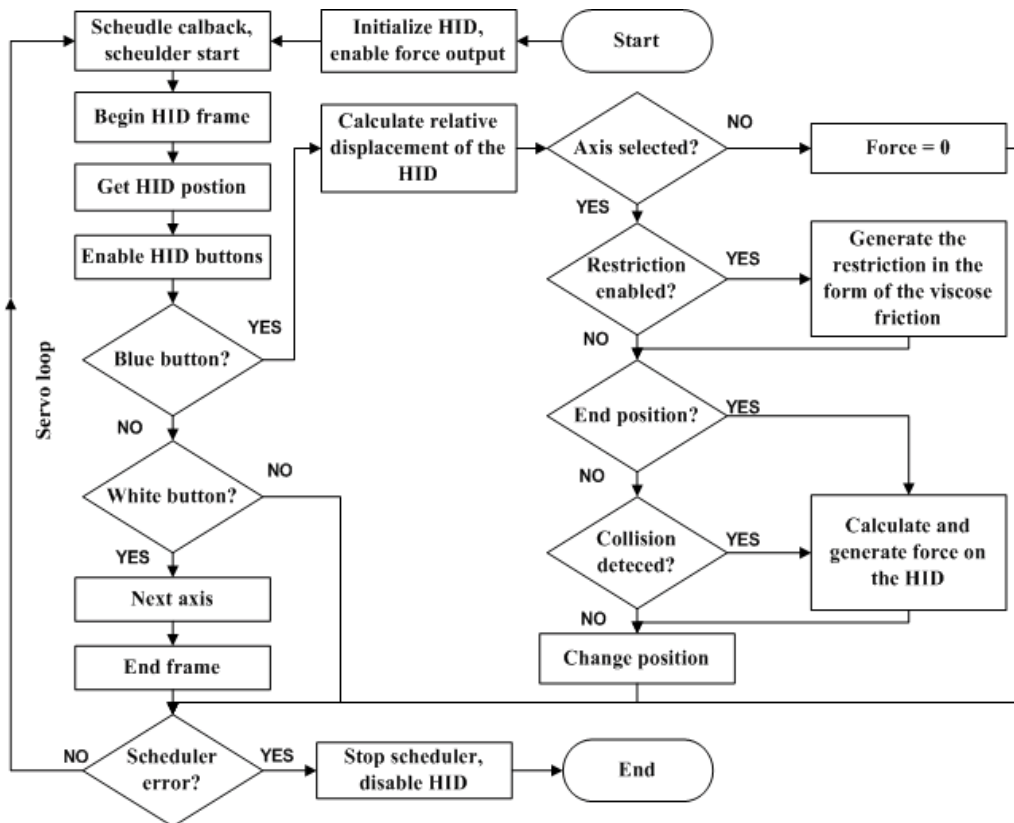 Scheudle calback,
scheulder start
Initialize HID,
enable force output
Start
Begin HID frame
Calculate relative
displacement of the
HID
Axis selected?
NO
Force = 0
Get HID postion
YES
Enable HID buttons
Restriction
enabled?
YES
Generate the
restriction in the
form of the viscose
friction
NO
Blue button?
YES
Servo loop
NO
End position?
YES
NO
White button?
NO
YES
Collision
deteced?
YES
Calculate and
generate force on
the HID
NO
Next axis
Change position
End frame
NO
Scheduler
error?
YES
Stop scheduler,
disable HID
End